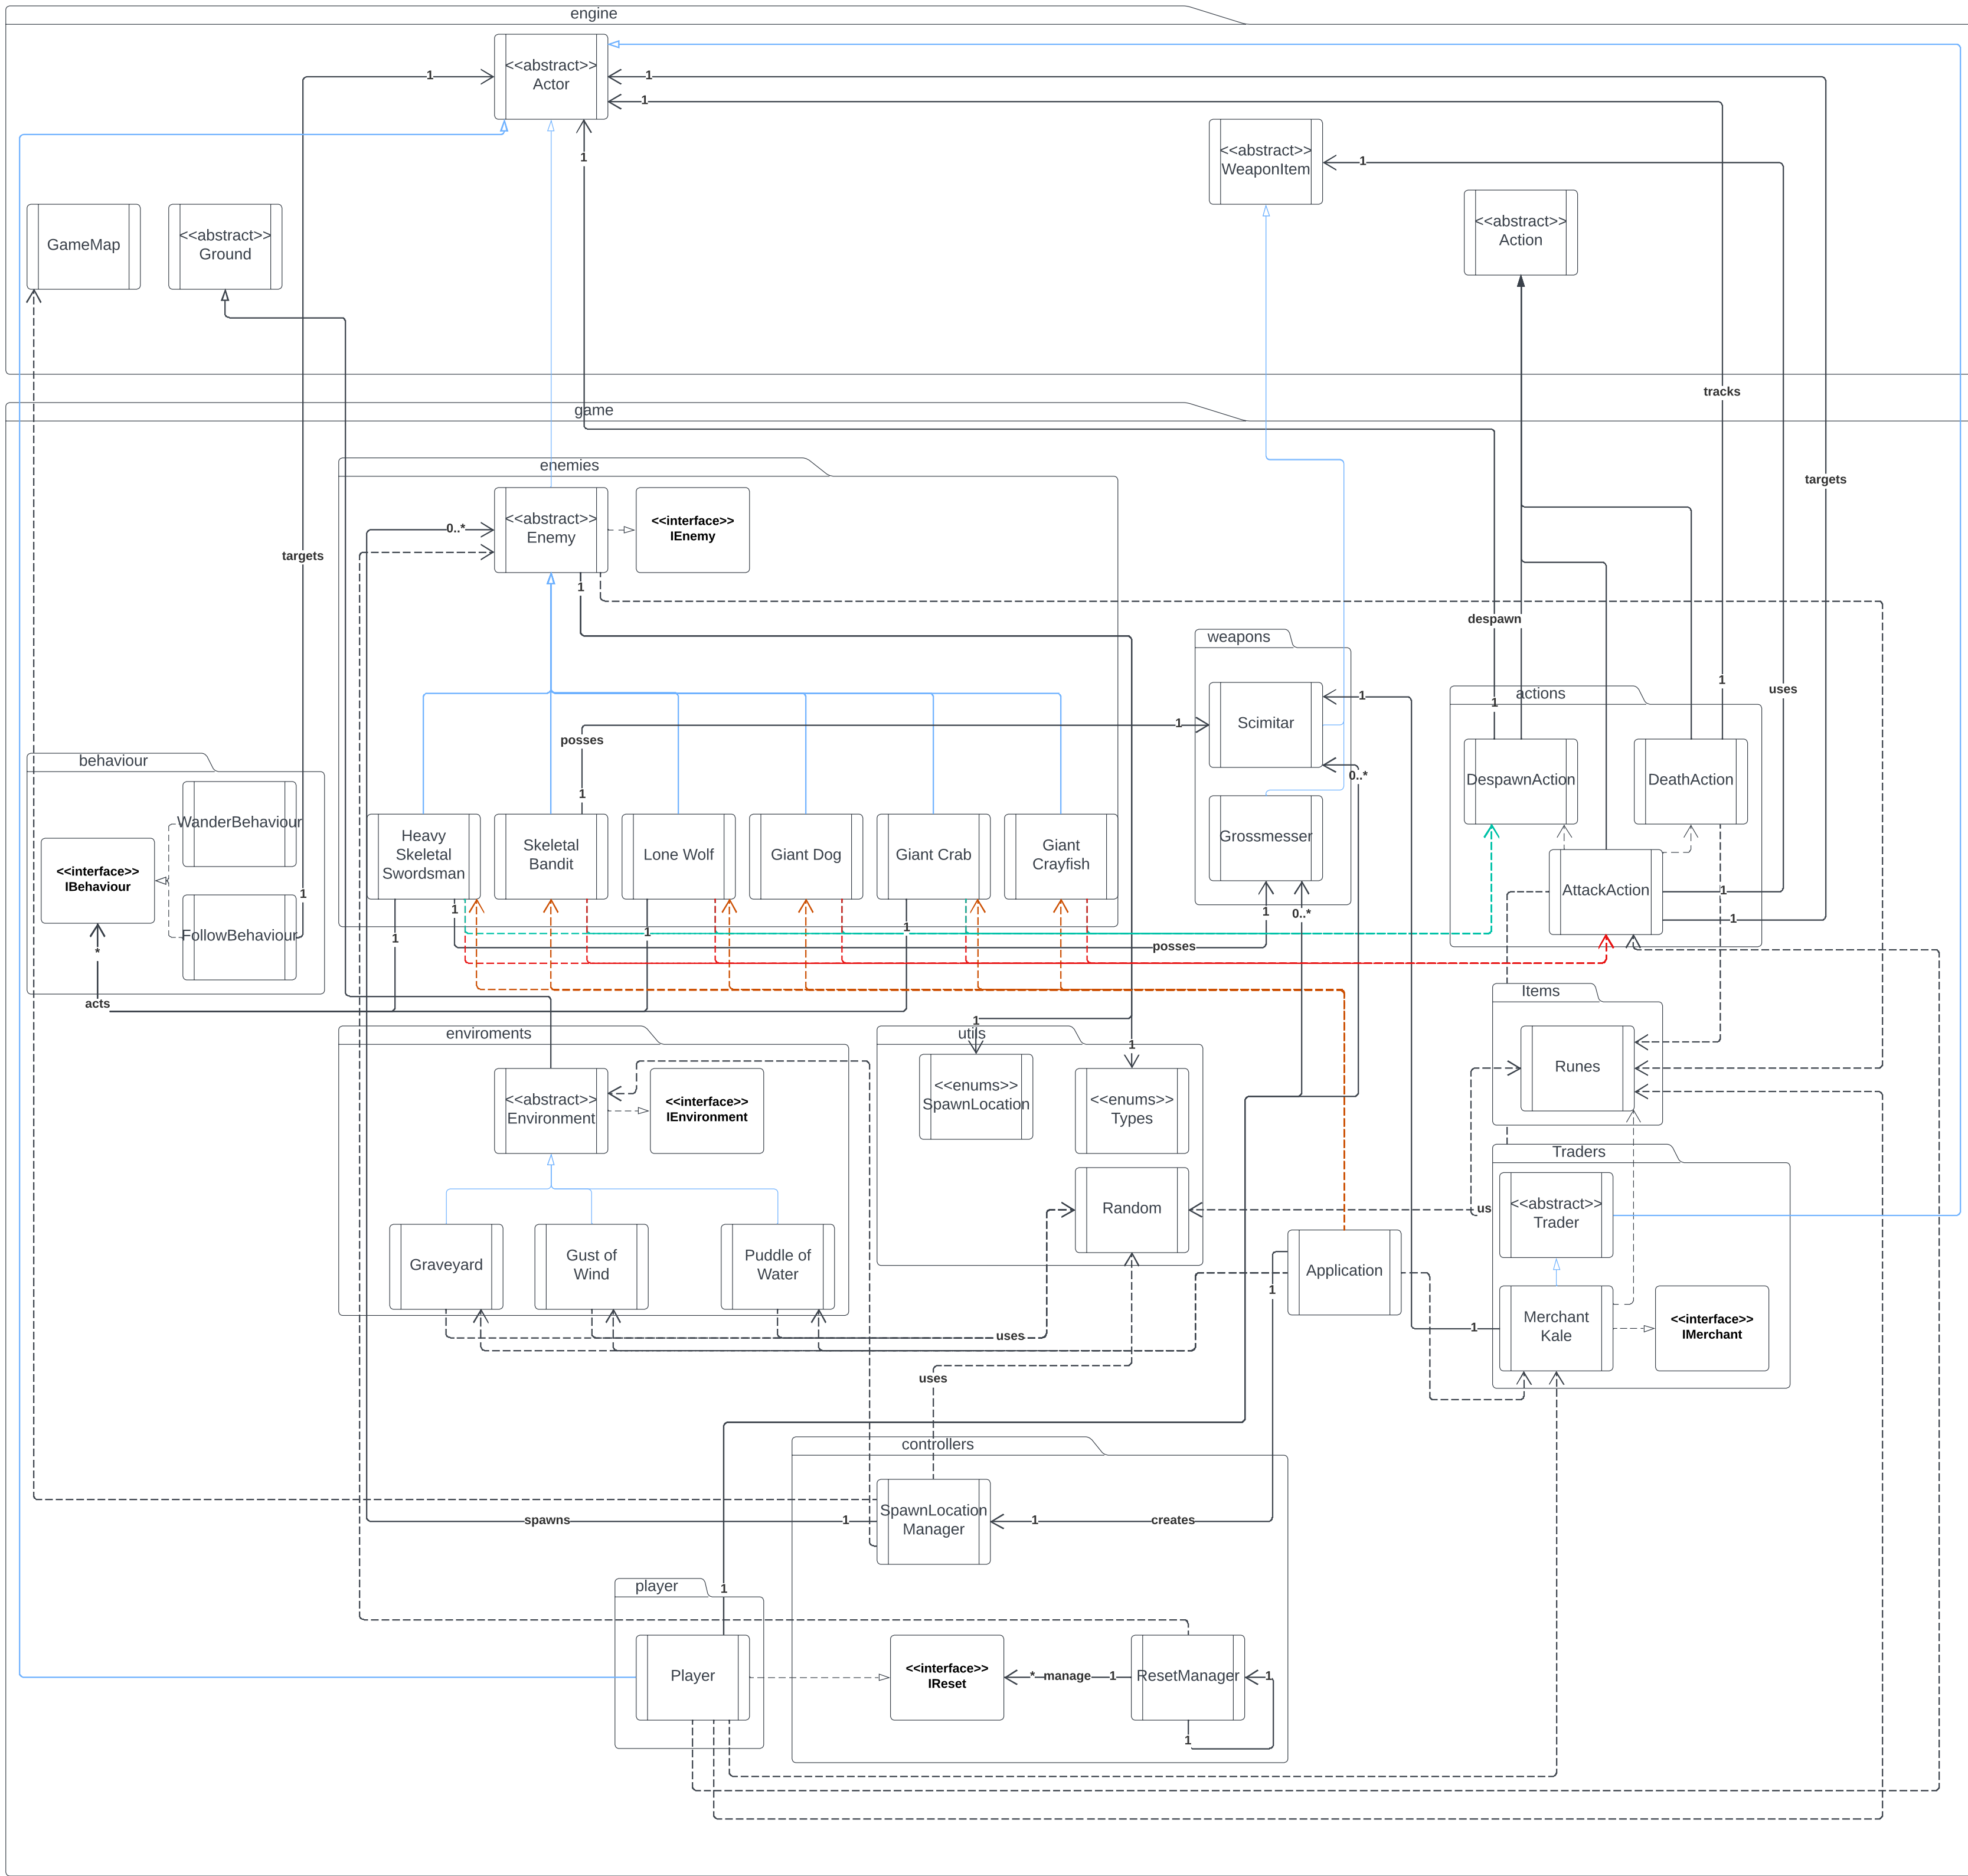 engine
<<abstract>>
Actor
1
1
1
1
<<abstract>>
WeaponItem
1
<<abstract>>
Action
GameMap
<<abstract>>
Ground
tracks
game
enemies
targets
<<abstract>>
Enemy
<<interface>>
IEnemy
0..*
targets
1
despawn
weapons
1
uses
actions
1
Scimitar
1
1
posses
1
DespawnAction
DeathAction
behaviour
WanderBehaviour
<<interface>>
IBehaviour
FollowBehaviour
1
*
acts
0..*
Grossmesser
Heavy
Skeletal
Swordsman
Skeletal
Bandit
Lone Wolf
Giant Dog
Giant Crab
Giant
Crayfish
AttackAction
1
1
1
1
1
1
1
0..*
posses
Items
Runes
enviroments
utils
1
1
<<abstract>>
Environment
<<interface>>
IEnvironment
<<enums>>
SpawnLocation
<<enums>>
Types
Random
us
Traders
<<abstract>>
Trader
Graveyard
Gust of
Wind
Puddle of
Water
Application
1
Merchant
Kale
1
<<interface>>
IMerchant
uses
uses
controllers
SpawnLocation
Manager
spawns
1
1
creates
player
1
Player
<<interface>>
IReset
*
manage
1
ResetManager
1
1